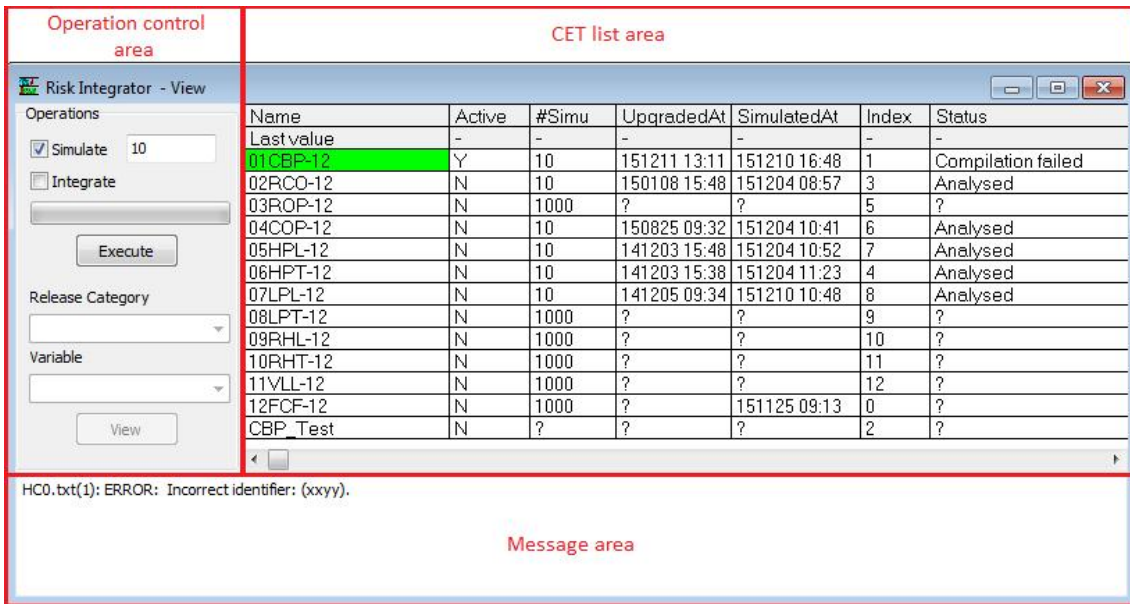 Operation control
area
CET list area
Risk Integrator - View
Operations
Simulate 10
Integrate
Execute
Release Category
Variable
View
Name Active #Simu UpgradedAt SimulatedAt Index Status
Last value - - - - - -
01CBP-12 Y 10 151211 13:11 151210 16:48 1 Compilation failed
02RCO-12 N 10 150108 15:48 151204 08:57 3 Analysed
03ROP-12 N 1000 ? ? 5 ?
04COP-12 N 10 150825 09:32 151204 10:41 6 Analysed
05HPL-12 N 10 141203 15:48 151204 10:52 7 Analysed
06HPT-12 N 10 141203 15:38 151204 11:23 4 Analysed
07LPL-12 N 10 141205 09:34 151210 10:48 8 Analysed
08LPT-12 N 1000 ? ? 9 ?
09RHL-12 N 1000 ? ? 10 ?
10RHT-12 N 1000 ? ? 11 ?
11VLL-12 N 1000 ? ? 12 ?
12FCF-12 N 1000 ? 151125 09:13 0 ?
CBP_Test N ? ? ? 2 ?
HC0.txt(1): ERROR: Incorrect identifier: (xxyy).
Message area